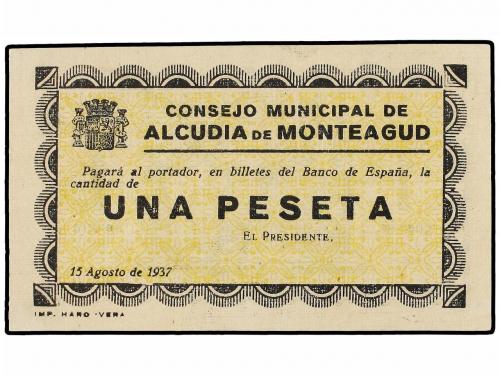 CONSEJO MUNICIPAL DE
ALCUDIA DE MONTEAGUD
Pagará al portador, en billetes del Banco de España, la
cantidad de
UNA PESETA
EL PRESIDENTE,
15 Agosto de 1937
IMP. HARO - VERA